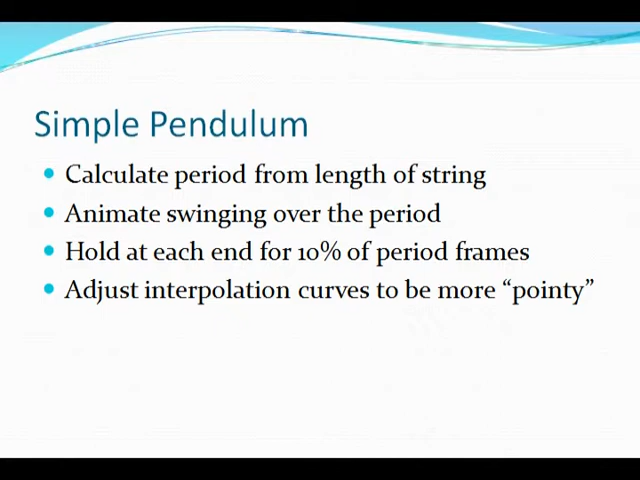 Simple Pendulum
• Calculate period from length of string
• Animate swinging over the period
• Hold at each end for 10% of period frames
• Adjust interpolation curves to be more “pointy”